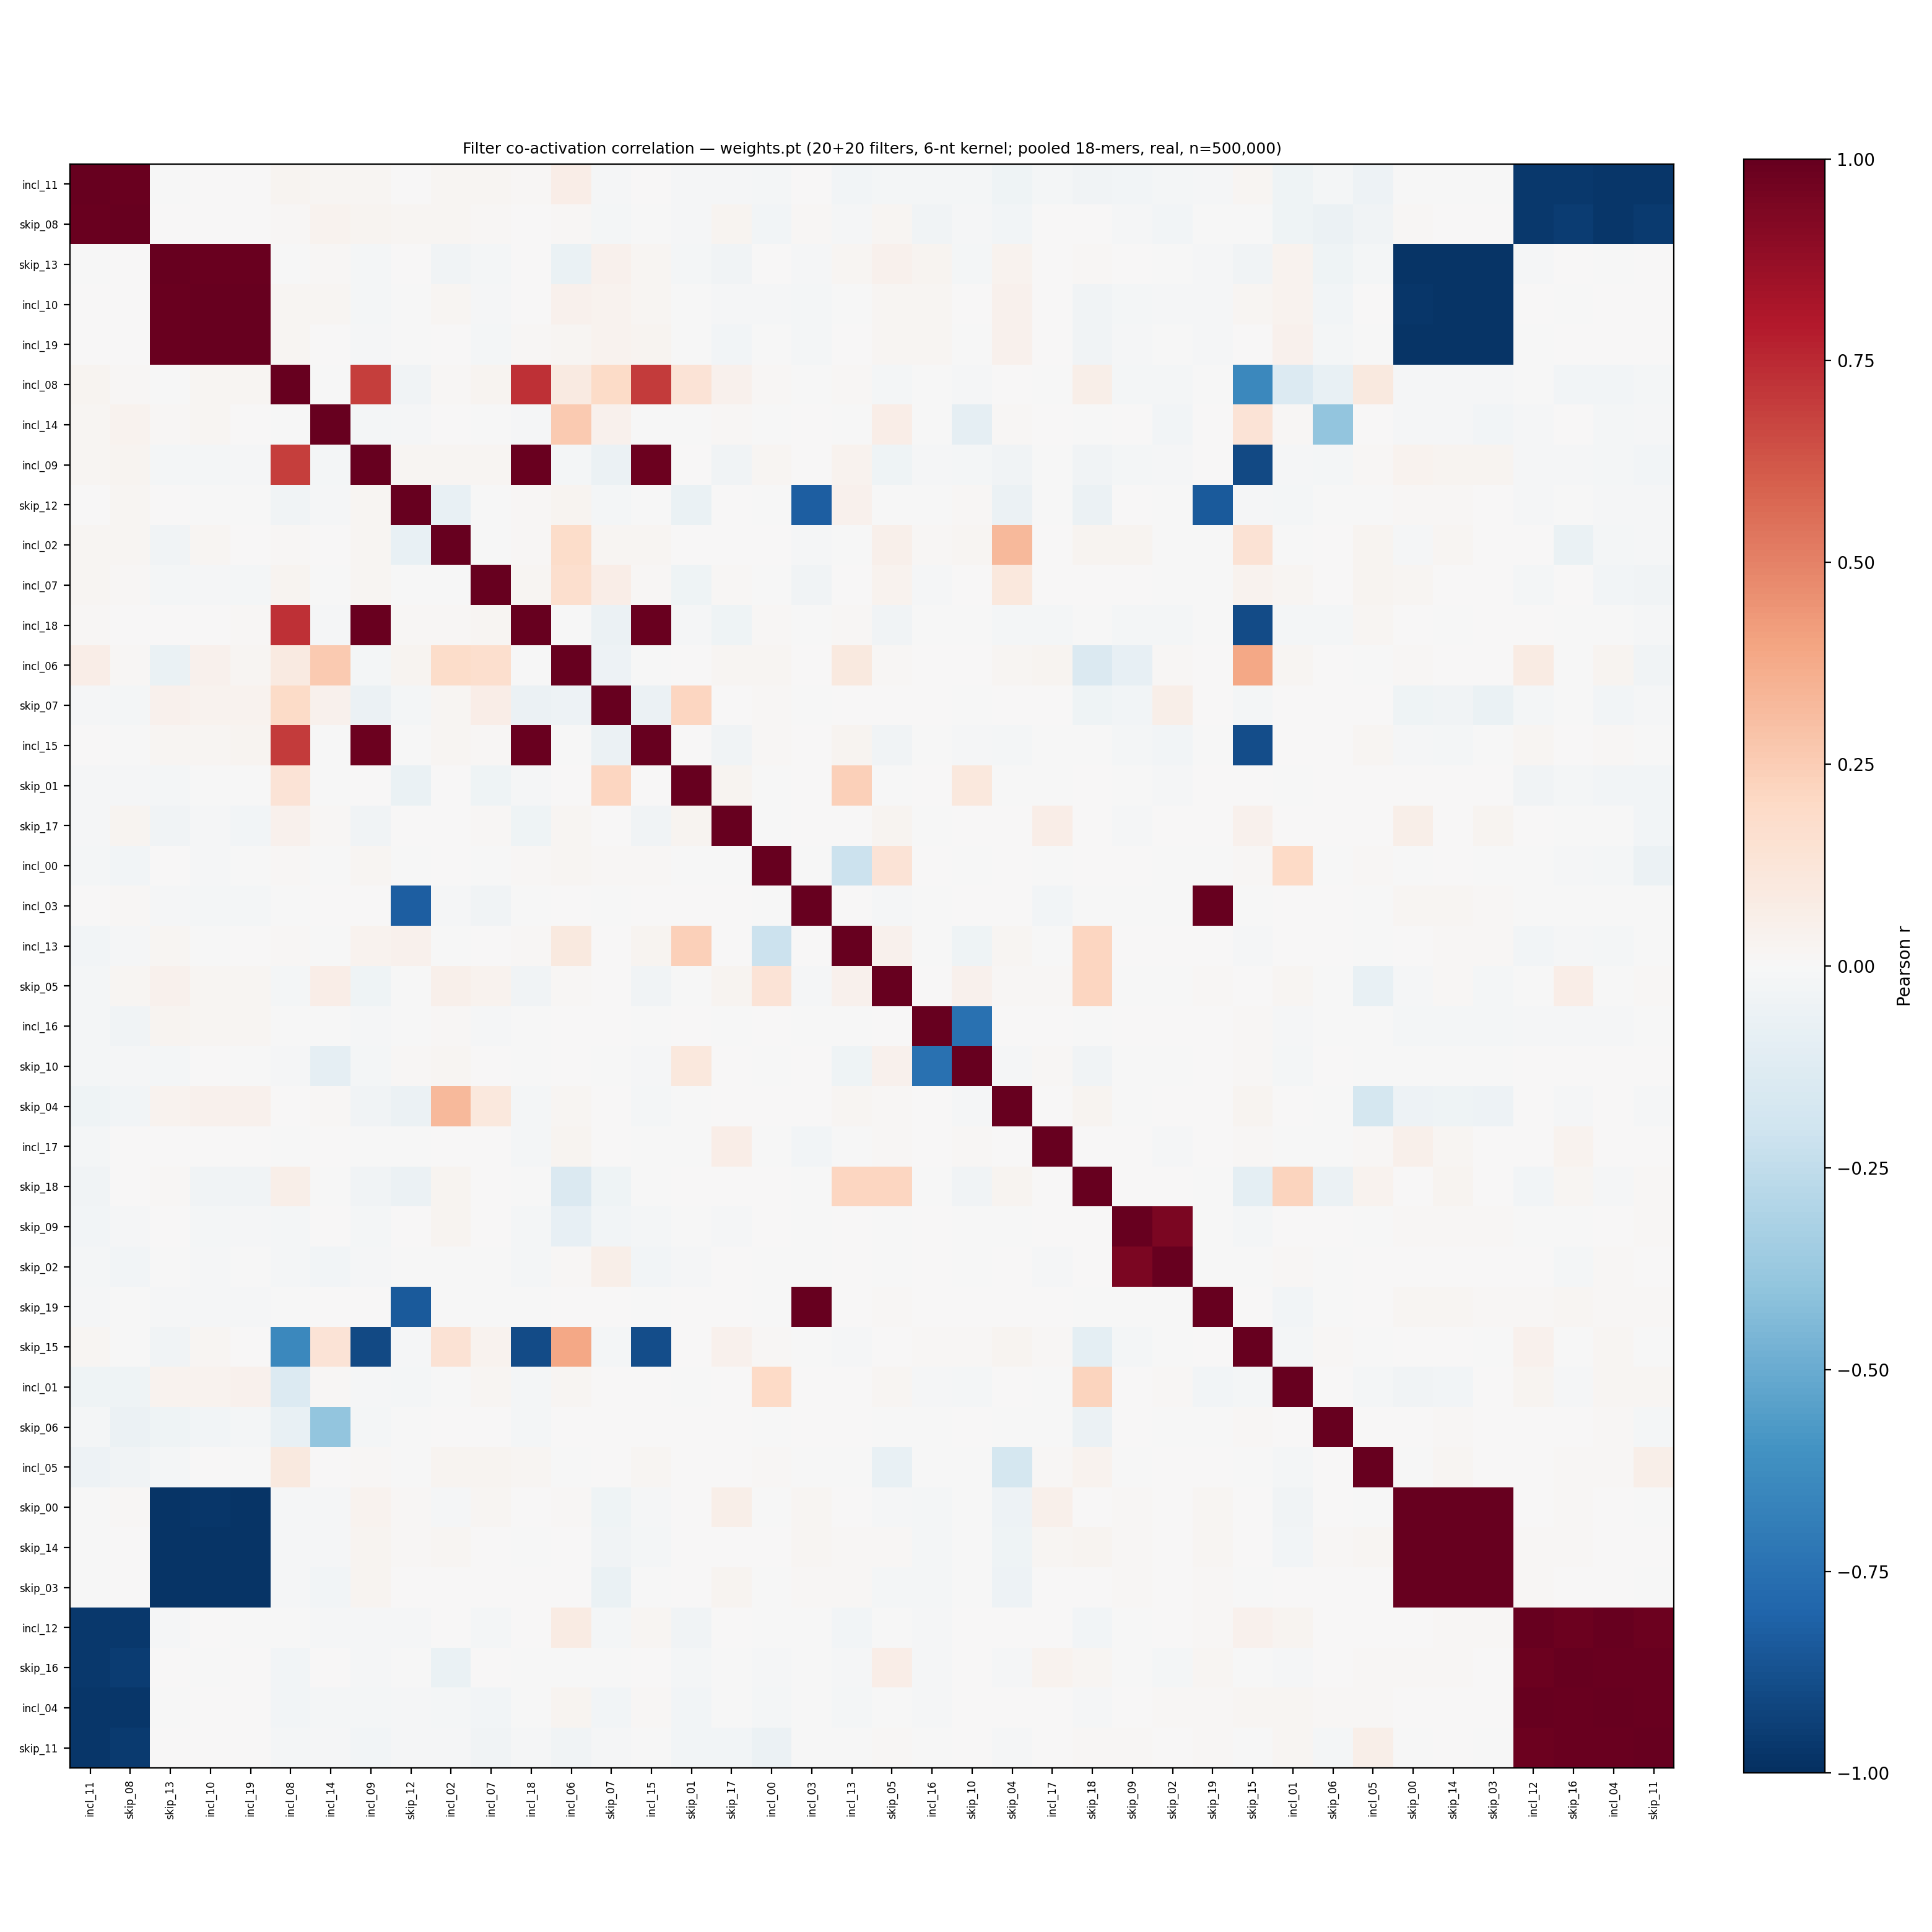 Filter co-activation correlation — weights.pt (20+20 filters, 6-nt kernel; pooled 18-mers, real, n=500,000)
incl_11
skip_08
skip_13
incl_10
incl_19
incl_08
incl_14
incl_09
skip_12
incl_02
incl_07
incl_18
incl_06
skip_07
incl_15
skip_01
skip_17
incl_00
incl_03
incl_13
skip_05
incl_16
skip_10
skip_04
incl_17
skip_18
skip_09
skip_02
skip_19
skip_15
incl_01
skip_06
incl_05
skip_00
skip_14
skip_03
incl_12
skip_16
incl_04
skip_11
incl_11
skip_08
skip_13
incl_10
incl_19
incl_08
incl_14
incl_09
skip_12
incl_02
incl_07
incl_18
incl_06
skip_07
incl_15
skip_01
skip_17
incl_00
incl_03
incl_13
skip_05
incl_16
skip_10
skip_04
incl_17
skip_18
skip_09
skip_02
skip_19
skip_15
incl_01
skip_06
incl_05
skip_00
skip_14
skip_03
incl_12
skip_16
incl_04
skip_11
1.00
0.75
0.50
0.25
0.00
−0.25
−0.50
−0.75
−1.00
Pearson r